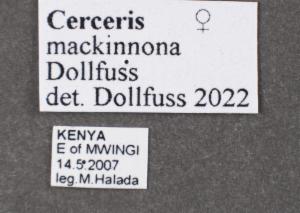 Cerceris ♀
mackinnona
Dollfuss
det. Dollfuss 2022
KENYA
E of MWINGI
14.5.2007
leg.M.Halada